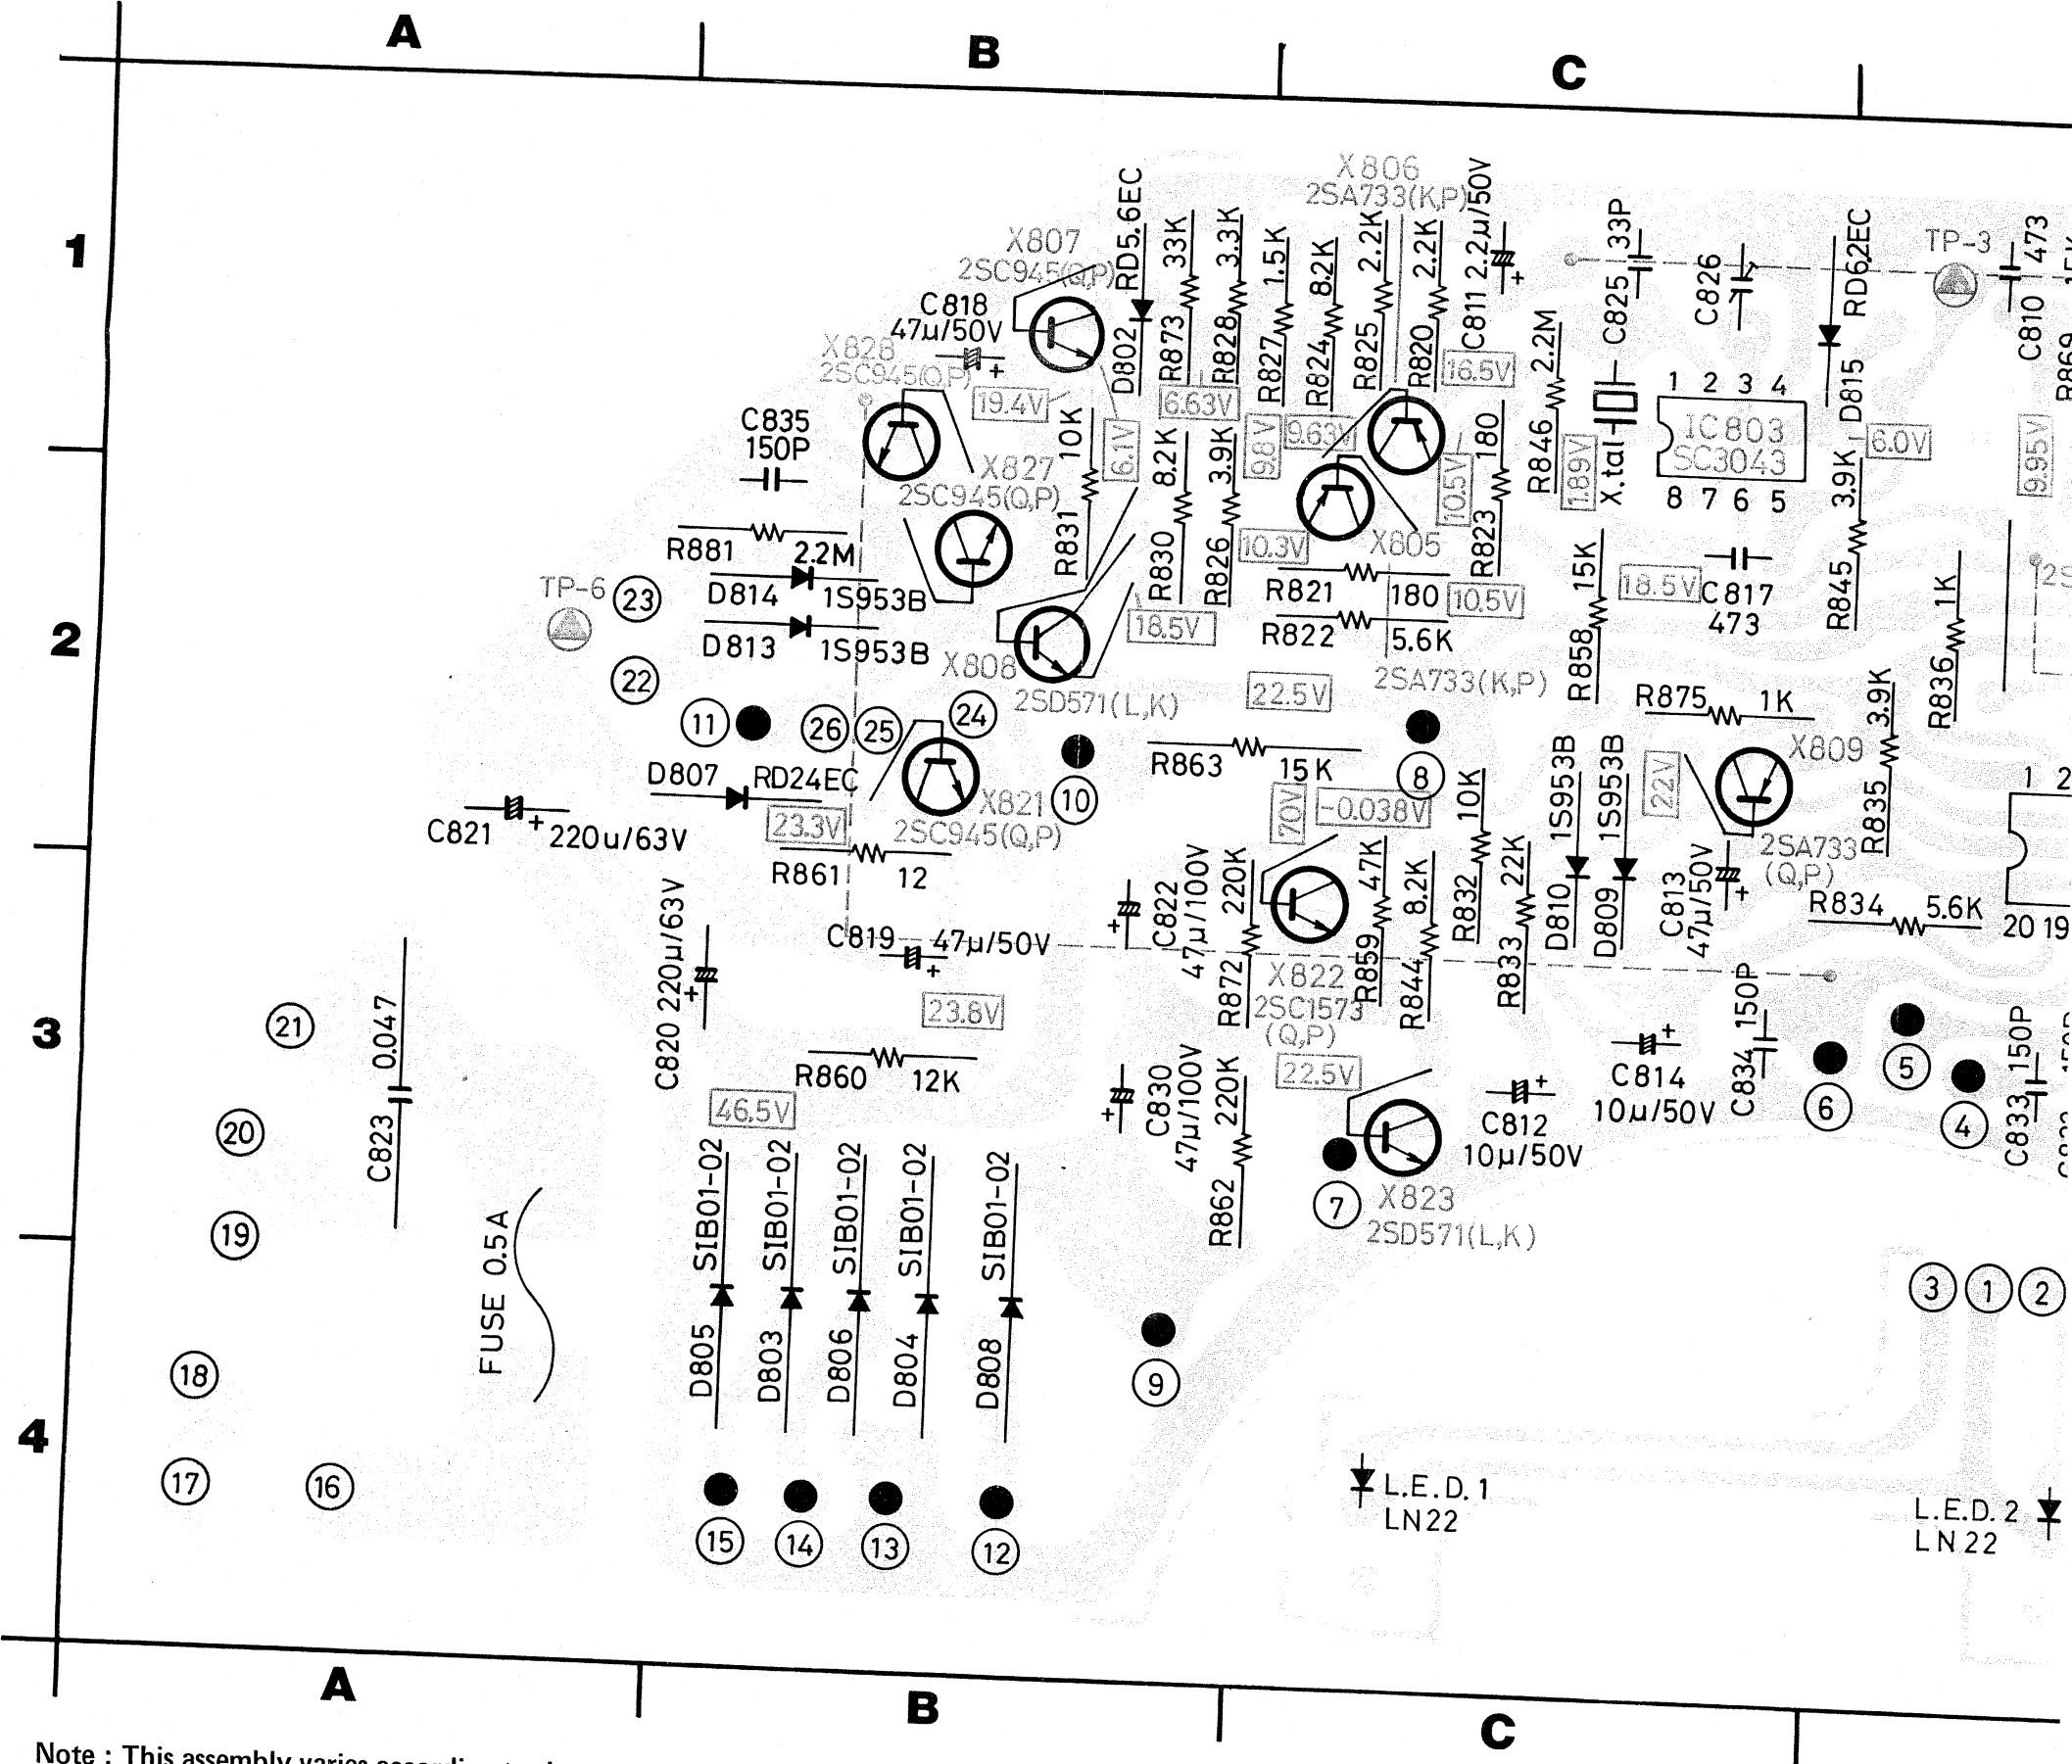 A
B
C
1
X806
2SA733(K,P)
C811 2.2µ/50V
RD5.6EC
D802
X807
2SC945(Q,P)
33K
R873
3.3K
R828
1.5K
R827
8.2K
R824
2.2K
R825
2.2K
R820
33P
C825
C826
RD62EC
D815
TP-3
473
C810
R869
C818
47µ/50V
+
X828
2SC945(Q,P)
19.4V
6.63V
16.5V
2.2M
R846
1 2 3 4
IC803
SC3043
8 7 6 5
X.tal
1.89V
6.0V
9.95V
C835
150P
10K
R831
6.1V
8.2K
R830
3.9K
R826
9.8V
9.63V
10.5V
180
R823
3.9K
R845
X827
2SC945(Q,P)
10.3V
X805
R881
2.2M
D814
1S953B
D813
1S953B
2
TP-6
23
22
X808
2SD571(L,K)
18.5V
R821
180
10.5V
R822
5.6K
2SA733(K,P)
15K
R858
18.5V
C817
473
1K
R836
22.5V
11
26
25
24
10
8
R863
15K
R875
1K
X809
2SA733
(Q,P)
22V
3.9K
R835
1 2
20 19
D807
RD24EC
23.3V
X821
2SC945(Q,P)
C821
+
220u/63V
R861
12
70V
-0.038V
10K
R832
22K
R833
1S953B
D810
1S953B
D809
C813
47µ/50V
+
R834
5.6K
3
C820 220µ/63V
+
C819
47µ/50V
+
23.8V
+
C822
47µ/100V
220K
R872
X822
2SC1573
(Q,P)
47K
R859
8.2K
R844
22.5V
21
0.047
C823
R860
12K
46.5V
+
C830
47µ/100V
220K
R862
7
X823
2SD571(L,K)
+
C812
10µ/50V
+
C814
10µ/50V
150P
C834
6
5
4
150P
C833
20
19
FUSE 0.5A
SIB01-02
D805
SIB01-02
D803
SIB01-02
D806
SIB01-02
D804
SIB01-02
D808
9
3
1
2
4
18
17
16
15
14
13
12
L.E.D.1
LN22
L.E.D.2
LN22
A
B
C
Note : This assembly varies according to